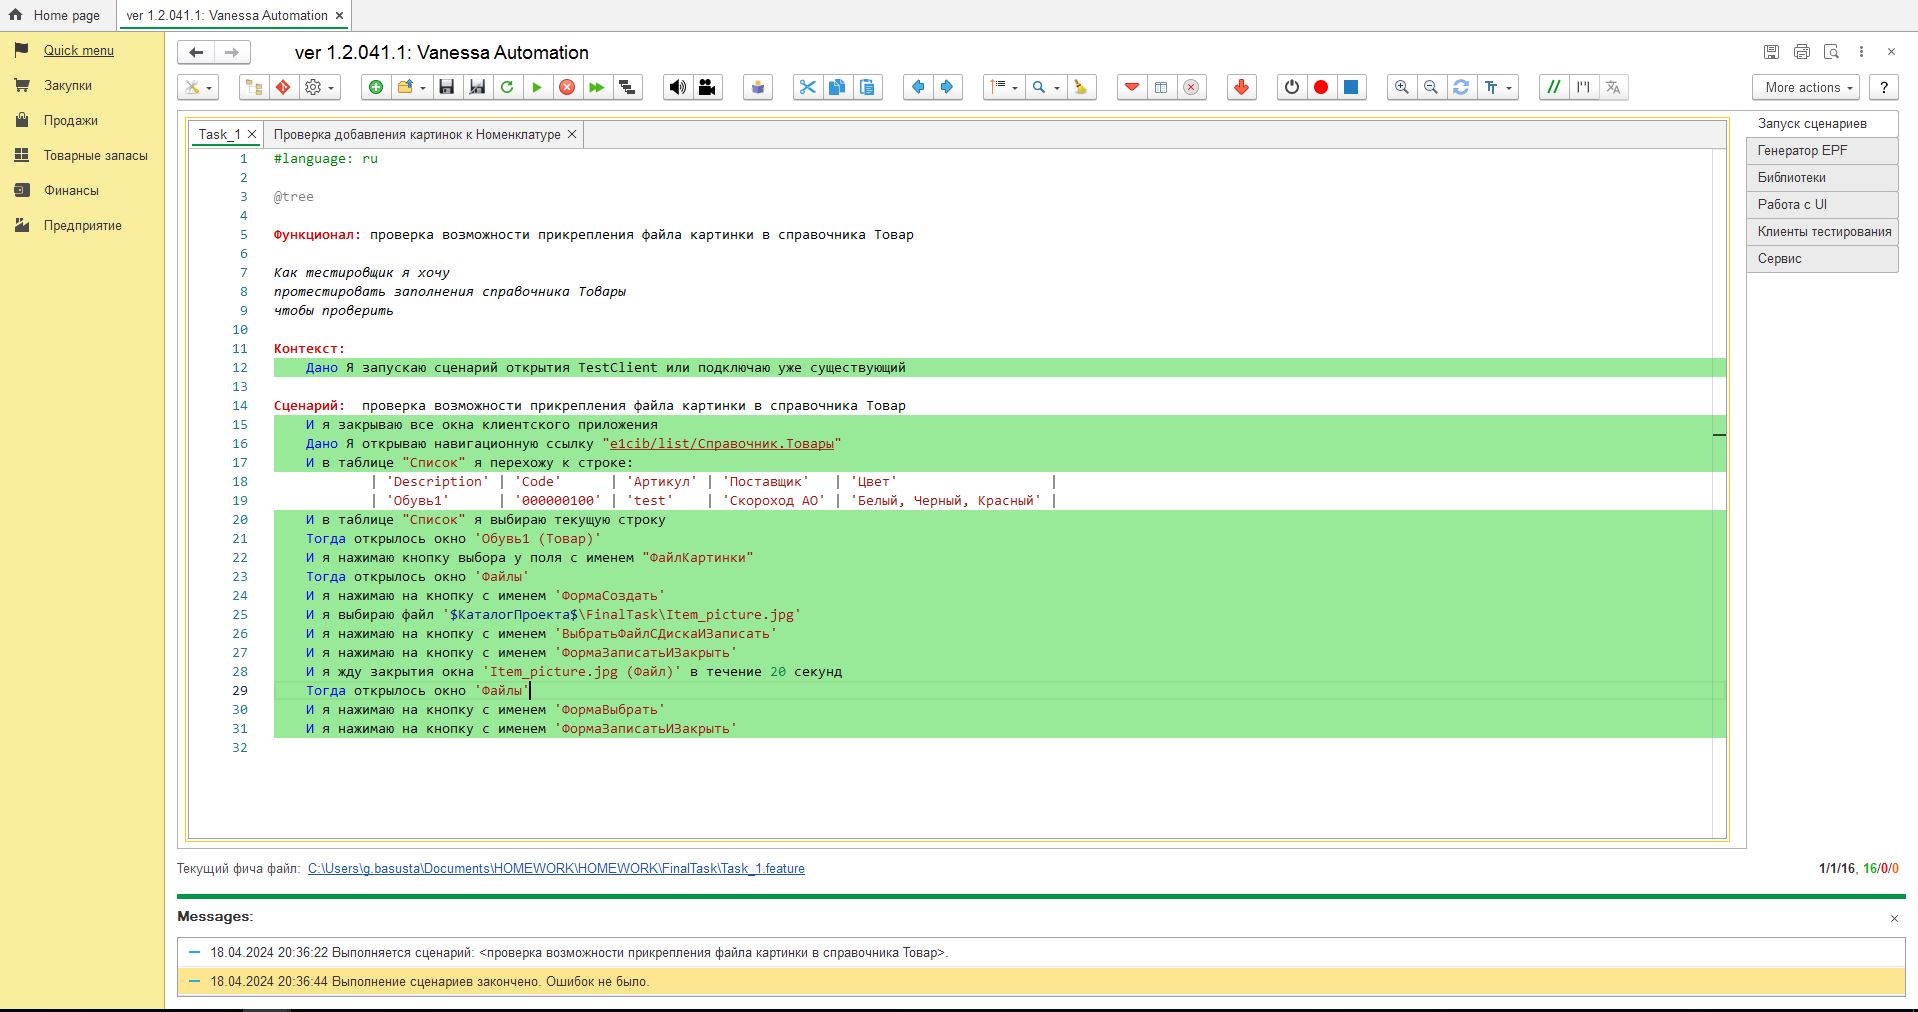 Home page
ver 1.2.041.1: Vanessa Automation
Quick menu
Закупки
Продажи
Товарные запасы
Финансы
Предприятие
ver 1.2.041.1: Vanessa Automation
More actions
?
Task_1
Проверка добавления картинок к Номенклатуре
1 #language: ru
2
3 @tree
4
5 Функционал: проверка возможности прикрепления файла картинки в справочника Товар
6
7 Как тестировщик я хочу
8 протестировать заполнения справочника Товары
9 чтобы проверить
10
11 Контекст:
12 Дано Я запускаю сценарий открытия TestClient или подключаю уже существующий
13
14 Сценарий: проверка возможности прикрепления файла картинки в справочника Товар
15 И я закрываю все окна клиентского приложения
16 Дано Я открываю навигационную ссылку "e1cib/list/Справочник.Товары"
17 И в таблице "Список" я перехожу к строке:
18 | 'Description' | 'Code' | 'Артикул' | 'Поставщик' | 'Цвет' |
19 | 'Обувь1' | '000000100' | 'test' | 'Скороход АО' | 'Белый, Черный, Красный' |
20 И в таблице "Список" я выбираю текущую строку
21 Тогда открылось окно 'Обувь1 (Товар)'
22 И я нажимаю кнопку выбора у поля с именем "ФайлКартинки"
23 Тогда открылось окно 'Файлы'
24 И я нажимаю на кнопку с именем 'ФормаСоздать'
25 И я выбираю файл '$КаталогПроекта$\FinalTask\Item_picture.jpg'
26 И я нажимаю на кнопку с именем 'ВыбратьФайлСДискаИЗаписать'
27 И я нажимаю на кнопку с именем 'ФормаЗаписатьИЗакрыть'
28 И я жду закрытия окна 'Item_picture.jpg (Файл)' в течение 20 секунд
29 Тогда открылось окно 'Файлы'
30 И я нажимаю на кнопку с именем 'ФормаВыбрать'
31 И я нажимаю на кнопку с именем 'ФормаЗаписатьИЗакрыть'
32
Запуск сценариев
Генератор EPF
Библиотеки
Работа с UI
Клиенты тестирования
Сервис
Текущий фича файл: C:\Users\g.basusta\Documents\HOMEWORK\HOMEWORK\FinalTask\Task_1.feature
1/1/16, 16/0/0
Messages:
18.04.2024 20:36:22 Выполняется сценарий: <проверка возможности прикрепления файла картинки в справочника Товар>.
18.04.2024 20:36:44 Выполнение сценариев закончено. Ошибок не было.